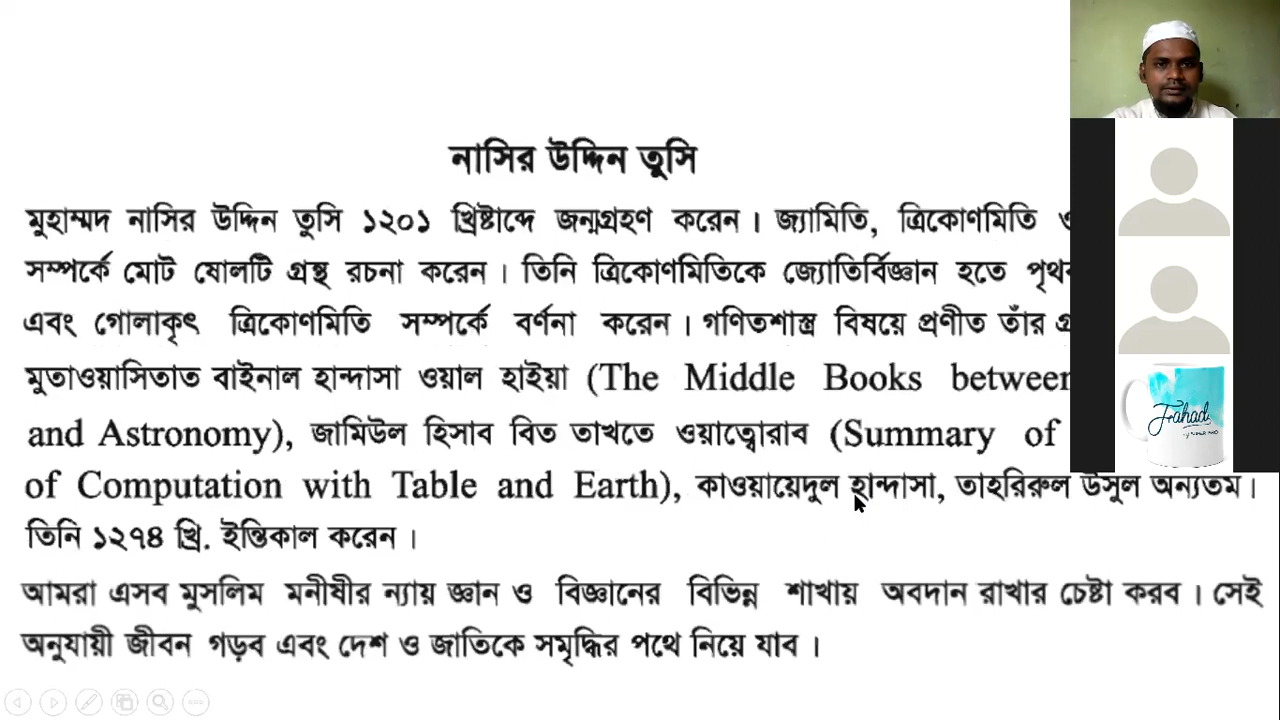 নাসির উদ্দিন তুসি
মুহাম্মদ নাসির উদ্দিন তুসি ১২০১ খ্রিষ্টাব্দে জন্মগ্রহণ করেন। জ্যামিতি, ত্রিকোণমিতি
সম্পর্কে মোট ষোলটি গ্রন্থ রচনা করেন। তিনি ত্রিকোণমিতিকে জ্যোতির্বিজ্ঞান হতে
এবং গোলাকৃৎ ত্রিকোণমিতি সম্পর্কে বর্ণনা করেন। গণিতশাস্ত্র বিষয়ে প্রণীত তাঁর
মুতাওয়াসিতাত বাইনাল হান্দাসা ওয়াল হাইয়া (The Middle Books between
and Astronomy), জামিউল হিসাব বিত তাখতে ওয়াত্বোরাব (Summary of
of Computation with Table and Earth), কাওয়ায়েদুল হান্দাসা, তাহরিরুল উসুল অন্যতম।
তিনি ১২৭৪ খ্রি. ইন্তিকাল করেন।
আমরা এসব মুসলিম মনীষীর ন্যায় জ্ঞান ও বিজ্ঞানের বিভিন্ন শাখায় অবদান রাখার চেষ্টা করব। সেই
অনুযায়ী জীবন গড়ব এবং দেশ ও জাতিকে সমৃদ্ধির পথে নিয়ে যাব।
Fahad